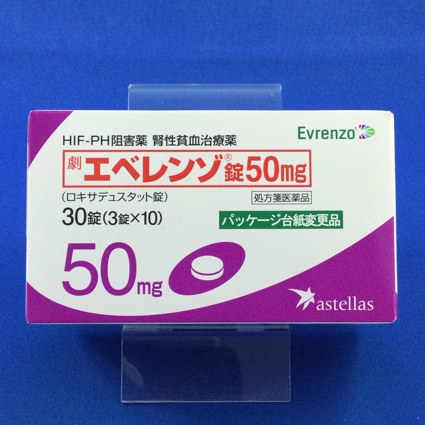 HIF-PH阻害薬 腎性貧血治療薬
Evrenzo
劇 エベレンゾ®錠50mg
(ロキサデュスタット錠)
処方箋医薬品
30錠(3錠×10)
パッケージ台紙変更品
50mg
astellas